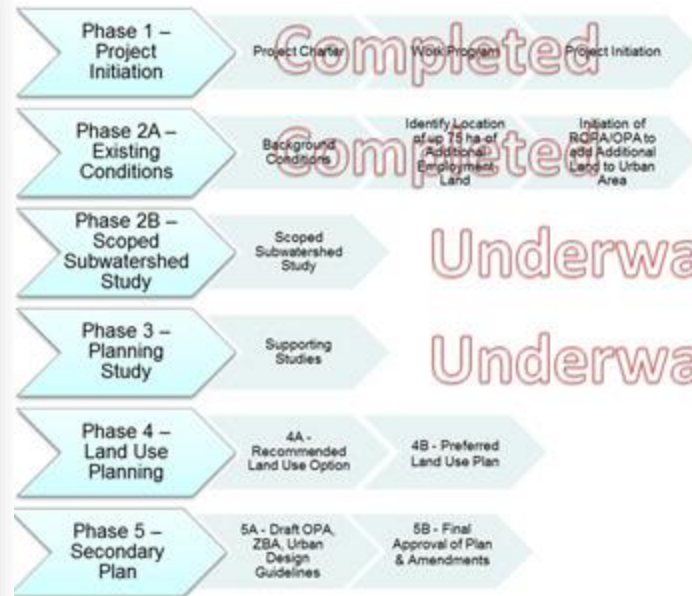 Phase 1 –
Project
Initiation
Project Charter
Work Program
Project Initiation
Completed
Phase 2A –
Existing
Conditions
Background
Conditions
Identify Location
of up 75 ha of
Additional
Employment
Land
Initiation of
ROPA/OPA to
add Additional
Land to Urban
Area
Completed
Phase 2B –
Scoped
Subwatershed
Study
Scoped
Subwatershed
Study
Underwa
Phase 3 –
Planning
Study
Supporting
Studies
Underwa
Phase 4 –
Land Use
Planning
4A -
Recommended
Land Use Option
4B - Preferred
Land Use Plan
Phase 5 –
Secondary
Plan
5A - Draft OPA,
ZBA, Urban
Design
Guidelines
5B - Final
Approval of Plan
& Amendments